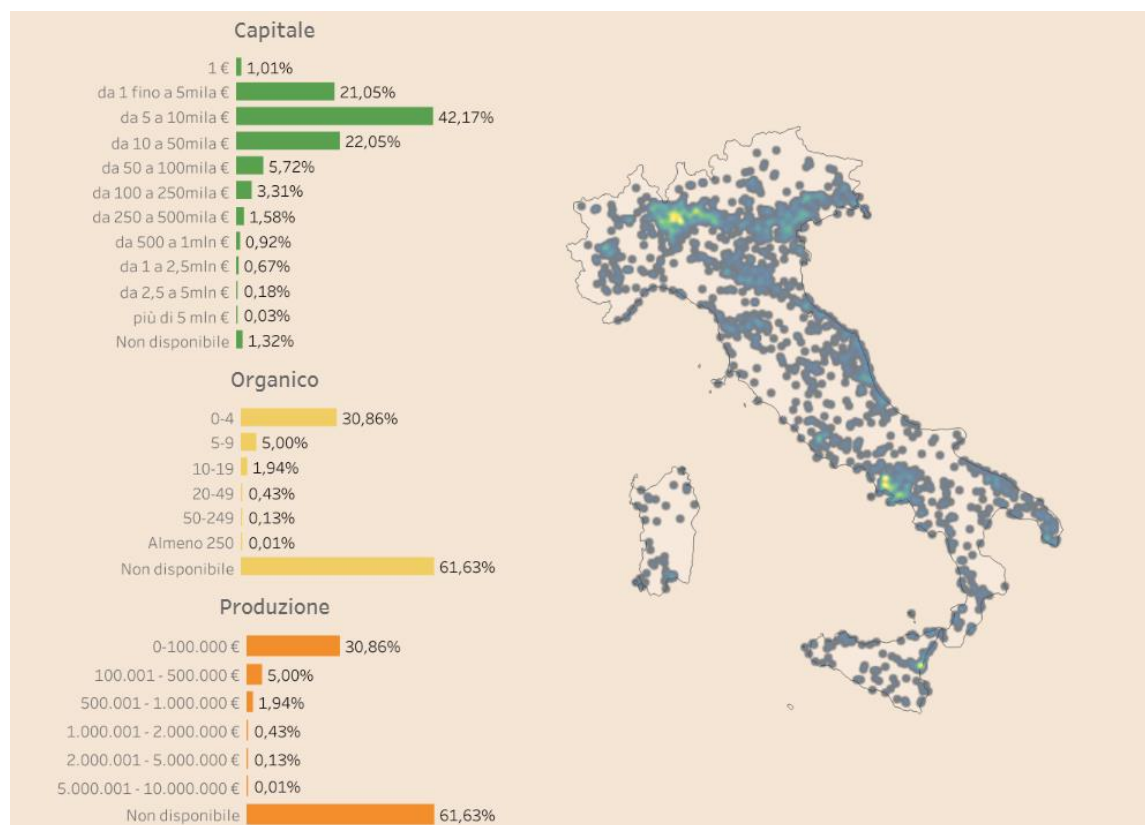 Capitale
1 € 1,01%
da 1 fino a 5mila € 21,05%
da 5 a 10mila € 42,17%
da 10 a 50mila € 22,05%
da 50 a 100mila € 5,72%
da 100 a 250mila € 3,31%
da 250 a 500mila € 1,58%
da 500 a 1mln € 0,92%
da 1 a 2,5mln € 0,67%
da 2,5 a 5mln € 0,18%
più di 5 mln € 0,03%
Non disponibile 1,32%
Organico
0-4 30,86%
5-9 5,00%
10-19 1,94%
20-49 0,43%
50-249 0,13%
Almeno 250 0,01%
Non disponibile 61,63%
Produzione
0-100.000 € 30,86%
100.001 - 500.000 € 5,00%
500.001 - 1.000.000 € 1,94%
1.000.001 - 2.000.000 € 0,43%
2.000.001 - 5.000.000 € 0,13%
5.000.001 - 10.000.000 € 0,01%
Non disponibile 61,63%